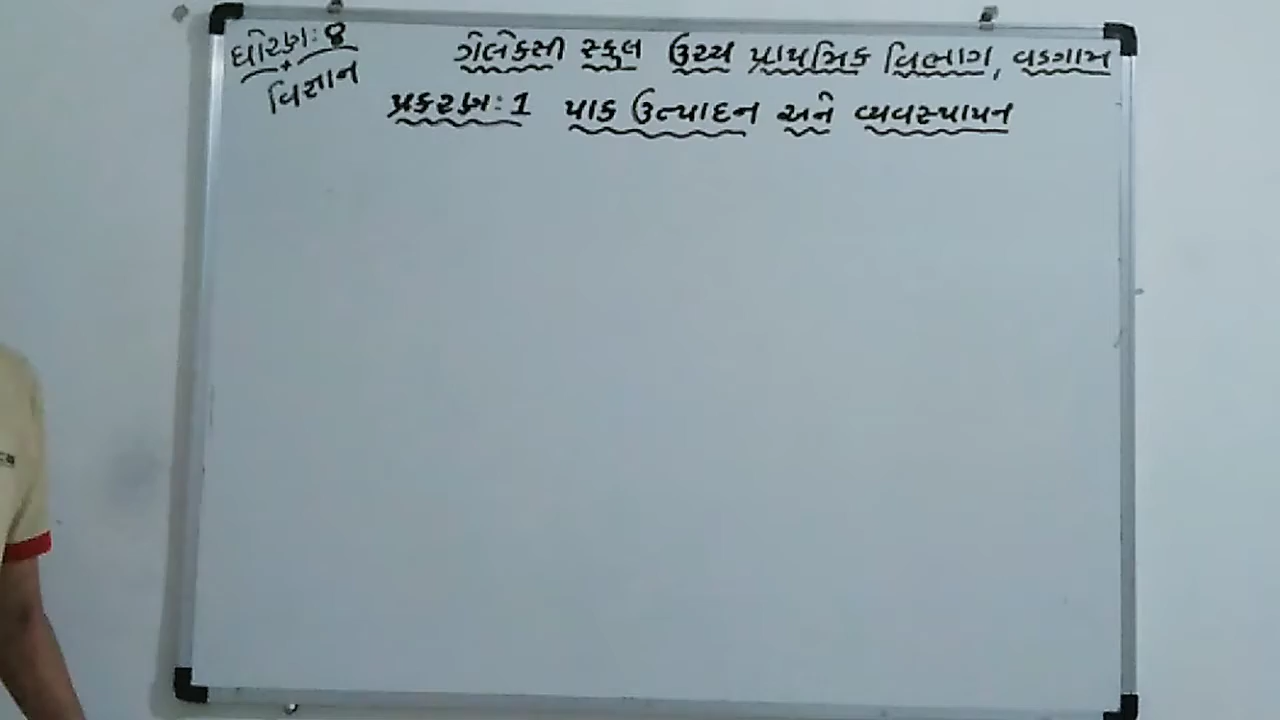 ધોરણ : 8
વિજ્ઞાન
ગેલેક્સી સ્કુલ ઉચ્ચ પ્રાથમિક વિભાગ, વડગામ
પ્રકરણ : 1 પાક ઉત્પાદન અને વ્યવસ્થાપન